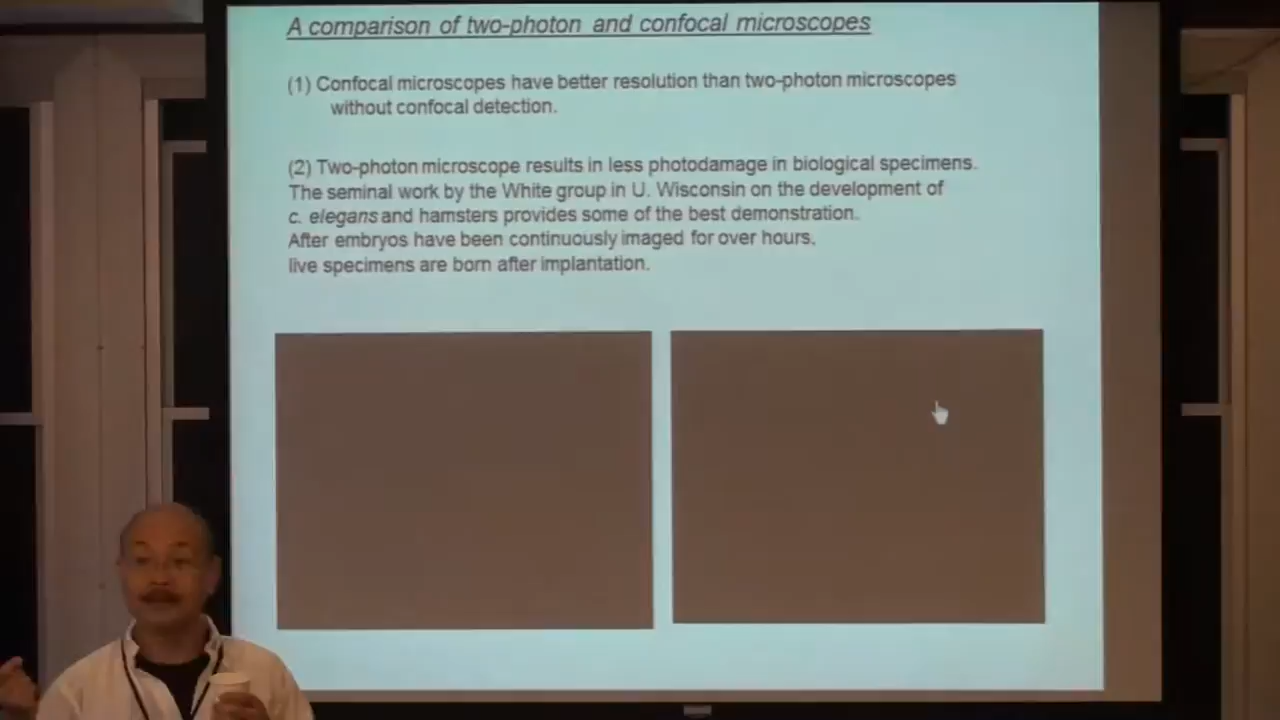 A comparison of two-photon and confocal microscopes
(1) Confocal microscopes have better resolution than two-photon microscopes
without confocal detection.
(2) Two-photon microscope results in less photodamage in biological specimens.
The seminal work by the White group in U. Wisconsin on the development of
c. elegans and hamsters provides some of the best demonstration.
After embryos have been continuously imaged for over hours,
live specimens are born after implantation.